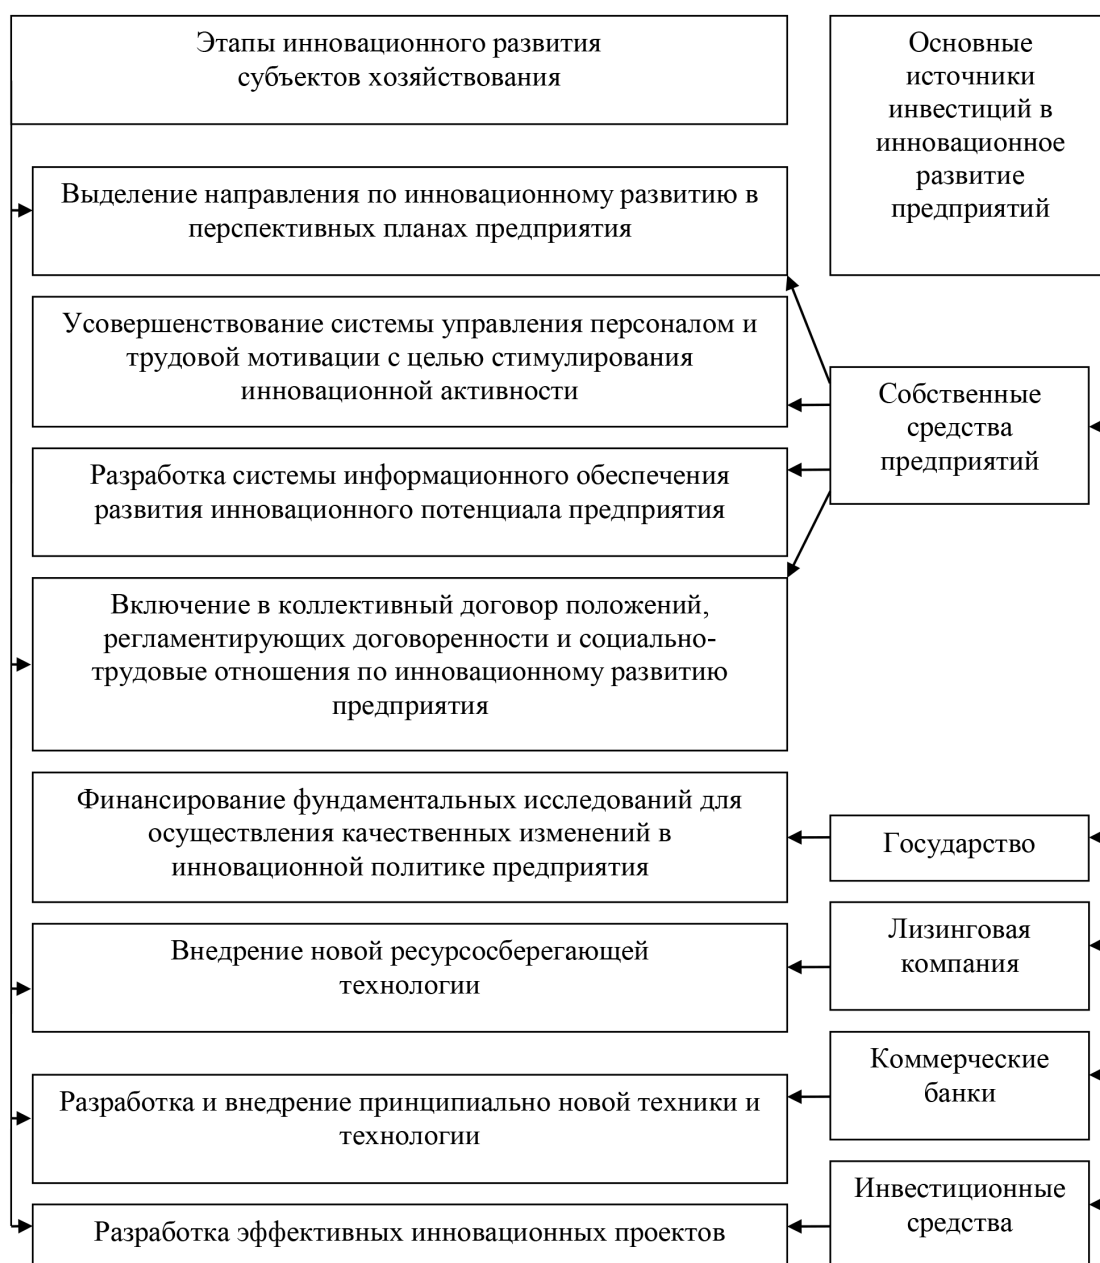 Этапы инновационного развития
субъектов хозяйствования
Основные
источники
инвестиций в
инновационное
развитие
предприятий
Выделение направления по инновационному развитию в
перспективных планах предприятия
Усовершенствование системы управления персоналом и
трудовой мотивации с целью стимулирования
инновационной активности
Собственные
средства
предприятий
Разработка системы информационного обеспечения
развития инновационного потенциала предприятия
Включение в коллективный договор положений,
регламентирующих договоренности и социально-
трудовые отношения по инновационному развитию
предприятия
Финансирование фундаментальных исследований для
осуществления качественных изменений в
инновационной политике предприятия
Государство
Внедрение новой ресурсосберегающей
технологии
Лизинговая
компания
Разработка и внедрение принципиально новой техники и
технологии
Коммерческие
банки
Разработка эффективных инновационных проектов
Инвестиционные
средства